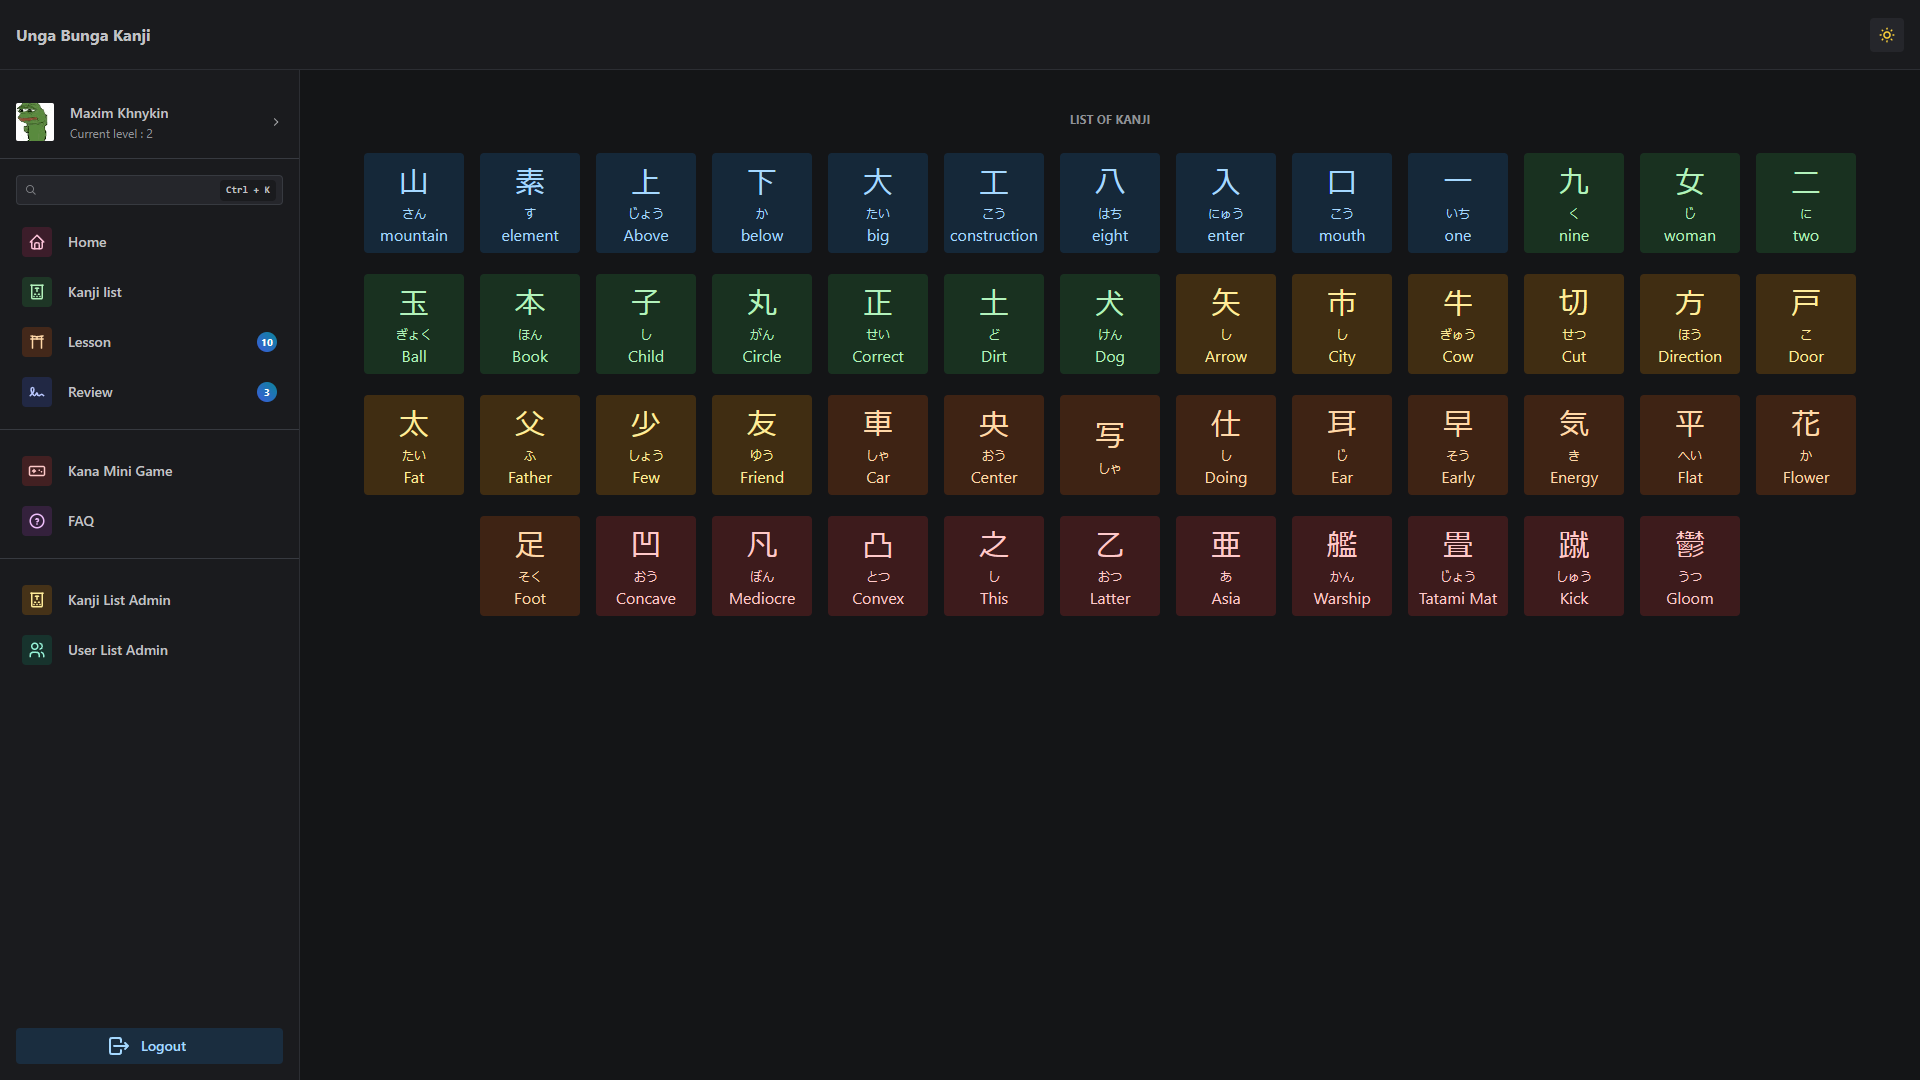 Unga Bunga Kanji
Maxim Khnykin
Current level : 2
Ctrl + K
Home
Kanji list
Lesson 10
Review 3
Kana Mini Game
FAQ
Kanji List Admin
User List Admin
Logout
LIST OF KANJI
山 素 上 下 大 工 八 入 口 一 九 女 二
さん す じょう か たい こう はち にゅう こう いち く じ に
mountain element Above below big construction eight enter mouth one nine woman two
玉 本 子 丸 正 土 犬 矢 市 牛 切 方 戸
ぎょく ほん し がん せい ど けん し し ぎゅう せつ ほう こ
Ball Book Child Circle Correct Dirt Dog Arrow City Cow Cut Direction Door
太 父 少 友 車 央 写 仕 耳 早 気 平 花
たい ふ しょう ゆう しゃ おう しゃ し じ そう き へい か
Fat Father Few Friend Car Center Doing Ear Early Energy Flat Flower
足 凹 凡 凸 之 乙 亜 艦 畳 蹴 鬱
そく おう ぼん とつ し おつ あ かん じょう しゅう うつ
Foot Concave Mediocre Convex This Latter Asia Warship Tatami Mat Kick Gloom